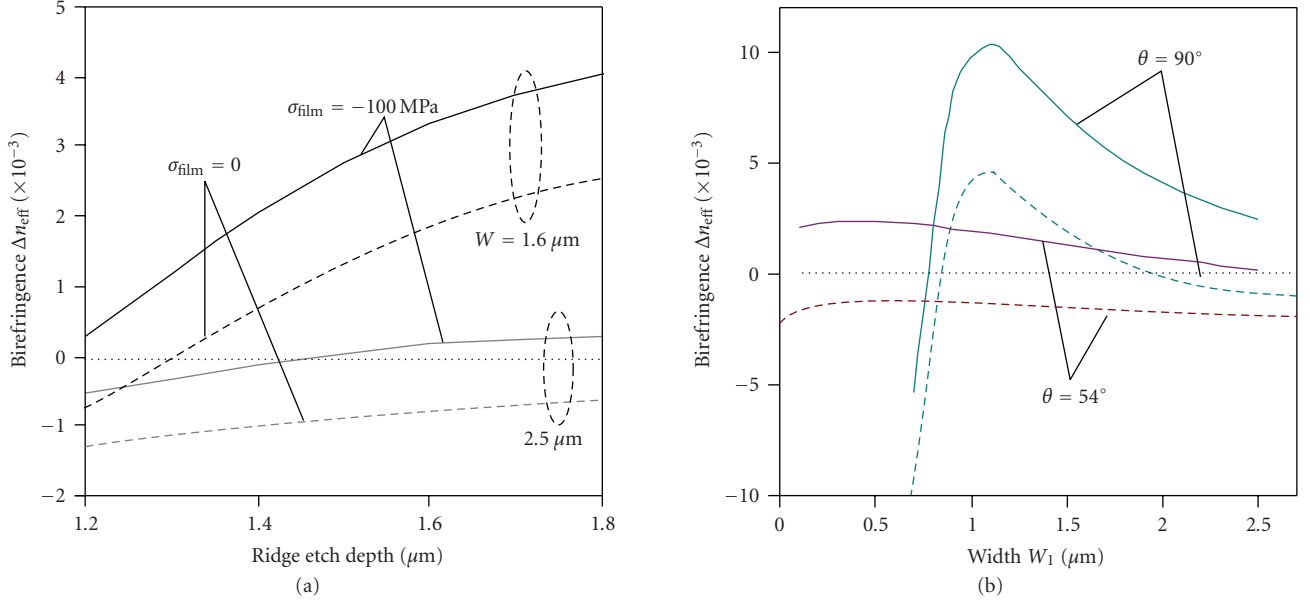 5
4
3
2
1
0
−1
−2
Birefringence Δn_eff (×10⁻³)
σ_film = −100 MPa
σ_film = 0
W = 1.6 μm
2.5 μm
1.2
1.4
1.6
1.8
Ridge etch depth (μm)
(a)
10
5
0
−5
−10
Birefringence Δn_eff (×10⁻³)
θ = 90°
θ = 54°
0
0.5
1
1.5
2
2.5
Width W₁ (μm)
(b)